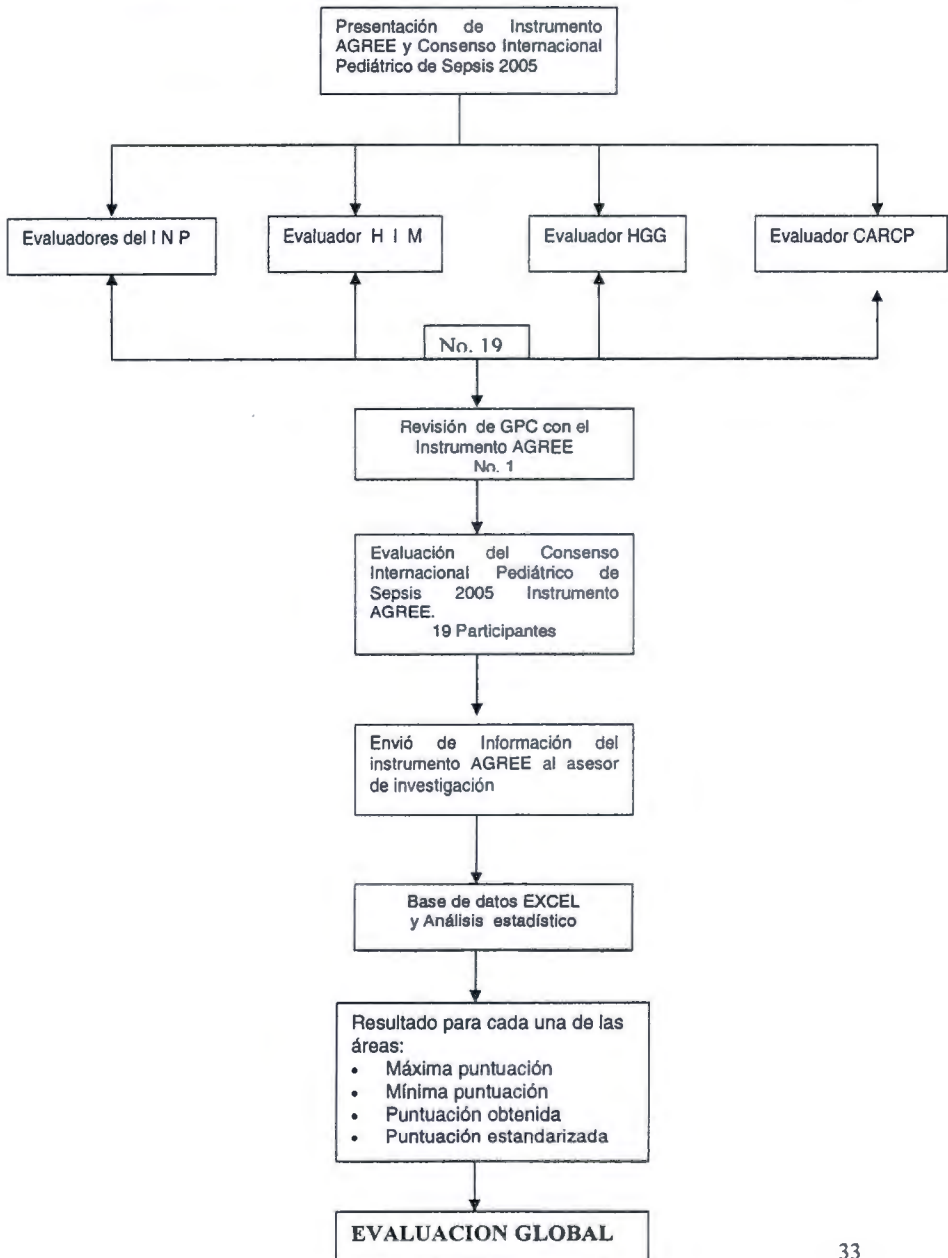 Presentación de Instrumento
AGREE y Consenso Internacional
Pediátrico de Sepsis 2005
Evaluadores del I N P
Evaluador H I M
Evaluador HGG
Evaluador CARCP
No. 19
Revisión de GPC con el
Instrumento AGREE
No. 1
Evaluación del Consenso
Internacional Pediátrico de
Sepsis 2005 Instrumento
AGREE.
19 Participantes
Envió de Información del
instrumento AGREE al asesor
de investigación
Base de datos EXCEL
y Análisis estadístico
Resultado para cada una de las
áreas:
• Máxima puntuación
• Mínima puntuación
• Puntuación obtenida
• Puntuación estandarizada
EVALUACION GLOBAL
33